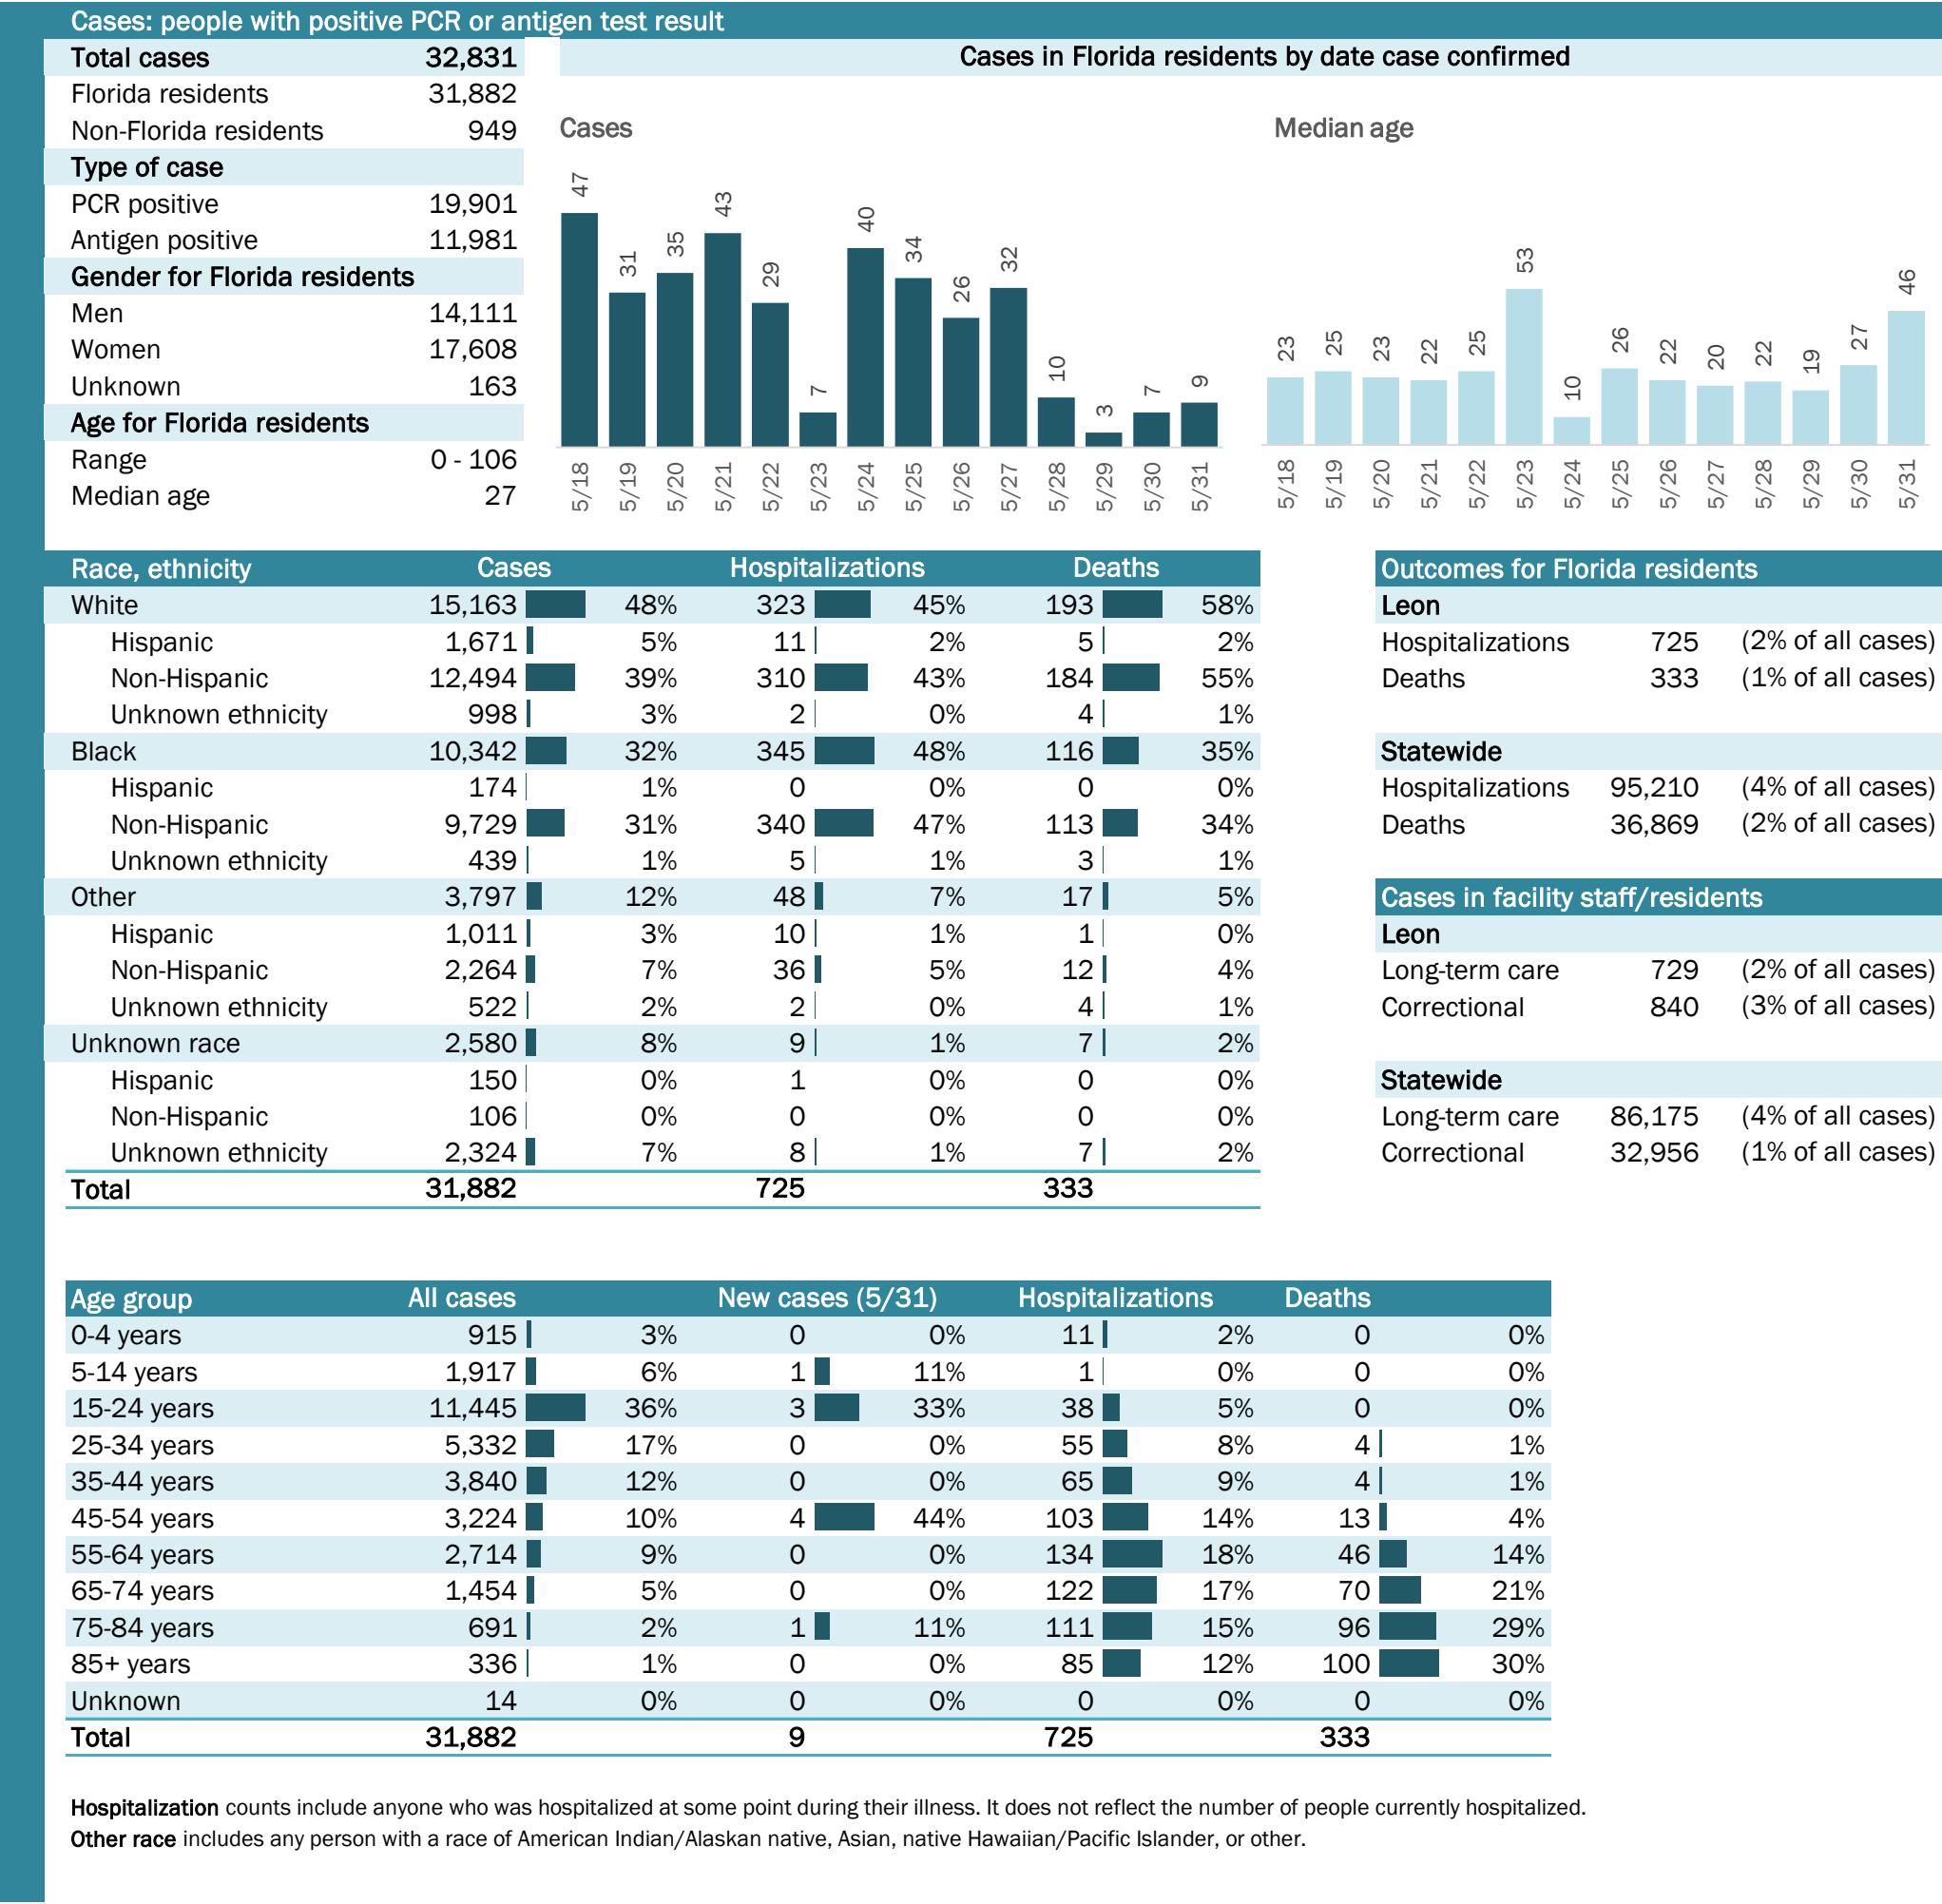 Cases: people with positive PCR or antigen test result
Total cases 32,831
Florida residents 31,882
Non-Florida residents 949
Type of case
PCR positive 19,901
Antigen positive 11,981
Gender for Florida residents
Men 14,111
Women 17,608
Unknown 163
Age for Florida residents
Range 0 - 106
Median age 27
Cases in Florida residents by date case confirmed
Cases
47 31 35 43 29 7 40 34 26 32 10 3 7 9
5/18 5/19 5/20 5/21 5/22 5/23 5/24 5/25 5/26 5/27 5/28 5/29 5/30 5/31
Median age
23 25 23 22 25 53 10 26 22 20 22 19 27 46
5/18 5/19 5/20 5/21 5/22 5/23 5/24 5/25 5/26 5/27 5/28 5/29 5/30 5/31
Race, ethnicity Cases Hospitalizations Deaths
White 15,163 48% 323 45% 193 58%
Hispanic 1,671 5% 11 2% 5 2%
Non-Hispanic 12,494 39% 310 43% 184 55%
Unknown ethnicity 998 3% 2 0% 4 1%
Black 10,342 32% 345 48% 116 35%
Hispanic 174 1% 0 0% 0 0%
Non-Hispanic 9,729 31% 340 47% 113 34%
Unknown ethnicity 439 1% 5 1% 3 1%
Other 3,797 12% 48 7% 17 5%
Hispanic 1,011 3% 10 1% 1 0%
Non-Hispanic 2,264 7% 36 5% 12 4%
Unknown ethnicity 522 2% 2 0% 4 1%
Unknown race 2,580 8% 9 1% 7 2%
Hispanic 150 0% 1 0% 0 0%
Non-Hispanic 106 0% 0 0% 0 0%
Unknown ethnicity 2,324 7% 8 1% 7 2%
Total 31,882 725 333
Outcomes for Florida residents
Leon
Hospitalizations 725 (2% of all cases)
Deaths 333 (1% of all cases)
Statewide
Hospitalizations 95,210 (4% of all cases)
Deaths 36,869 (2% of all cases)
Cases in facility staff/residents
Leon
Long-term care 729 (2% of all cases)
Correctional 840 (3% of all cases)
Statewide
Long-term care 86,175 (4% of all cases)
Correctional 32,956 (1% of all cases)
Age group All cases New cases (5/31) Hospitalizations Deaths
0-4 years 915 3% 0 0% 11 2% 0 0%
5-14 years 1,917 6% 1 11% 1 0% 0 0%
15-24 years 11,445 36% 3 33% 38 5% 0 0%
25-34 years 5,332 17% 0 0% 55 8% 4 1%
35-44 years 3,840 12% 0 0% 65 9% 4 1%
45-54 years 3,224 10% 4 44% 103 14% 13 4%
55-64 years 2,714 9% 0 0% 134 18% 46 14%
65-74 years 1,454 5% 0 0% 122 17% 70 21%
75-84 years 691 2% 1 11% 111 15% 96 29%
85+ years 336 1% 0 0% 85 12% 100 30%
Unknown 14 0% 0 0% 0 0% 0 0%
Total 31,882 9 725 333
Hospitalization counts include anyone who was hospitalized at some point during their illness. It does not reflect the number of people currently hospitalized.
Other race includes any person with a race of American Indian/Alaskan native, Asian, native Hawaiian/Pacific Islander, or other.